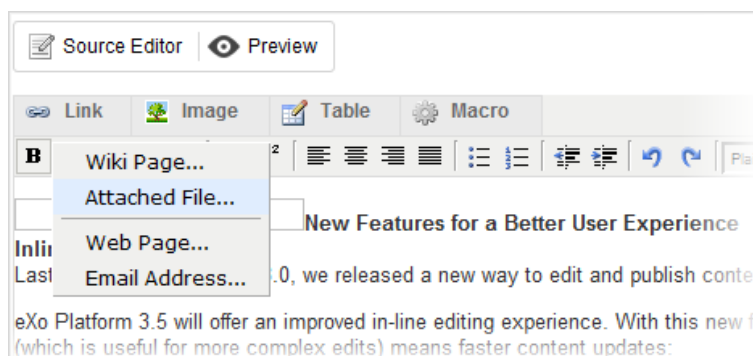 Source Editor Preview
Link Image Table Macro
B 2
Wiki Page...
Attached File...
Web Page...
Email Address...
New Features for a Better User Experience
Last .0, we released a new way to edit and publish
eXo Platform 3.5 will offer an improved in-line editing experience. With this new
(which is useful for more complex edits) means faster content updates: